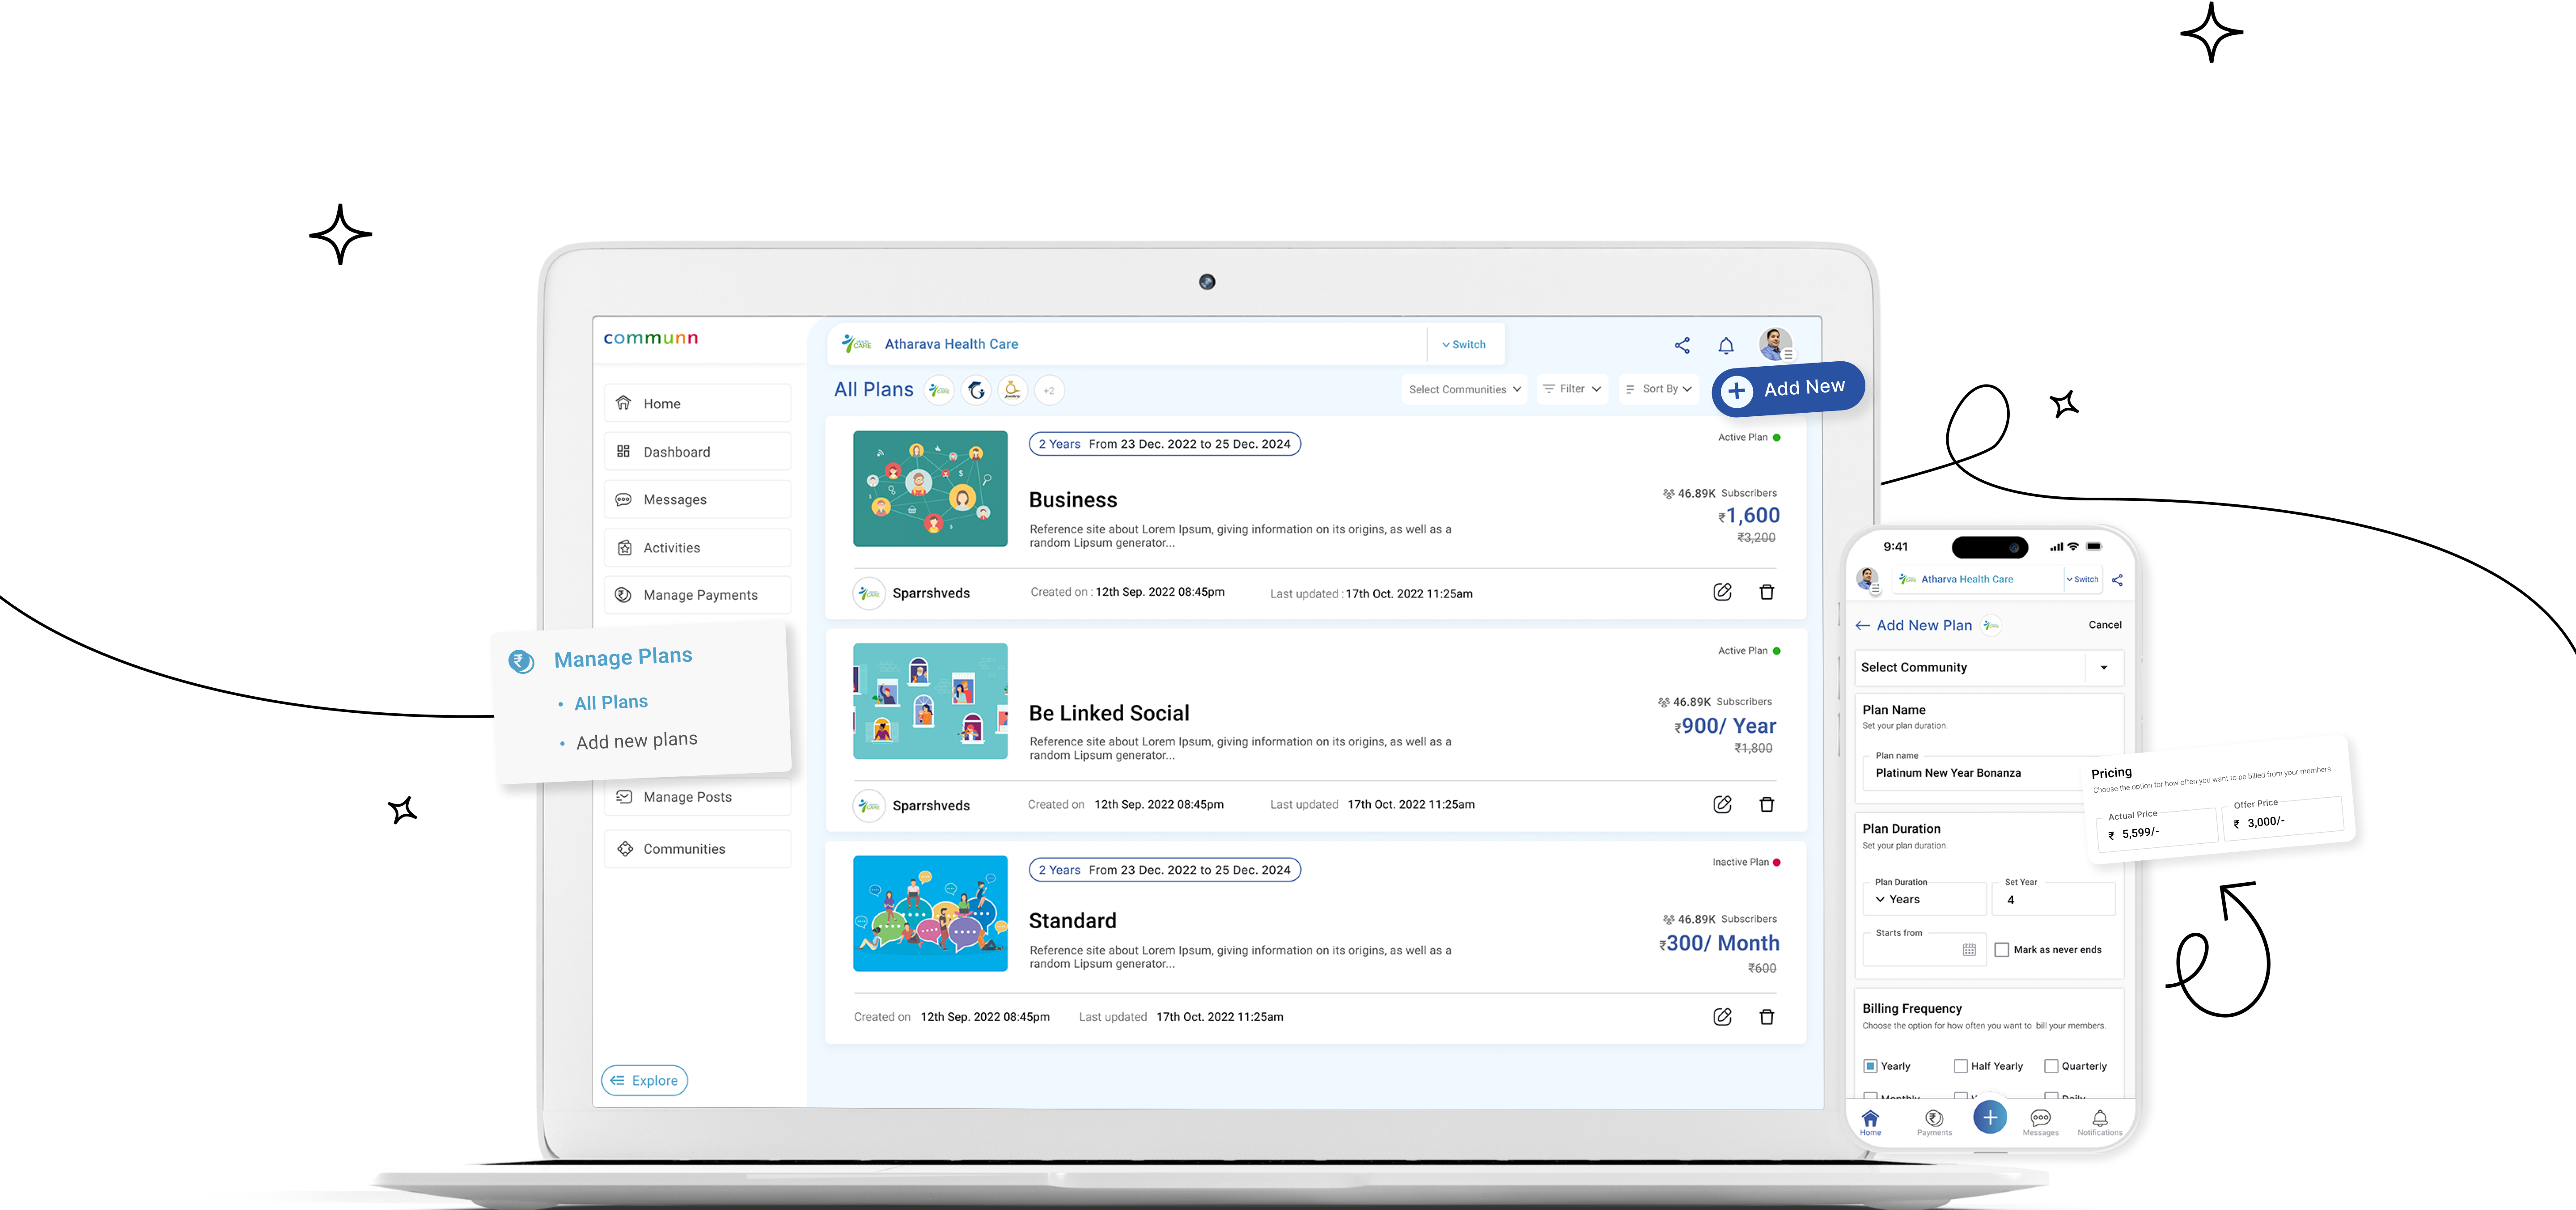 communn
Home
Dashboard
Messages
Activities
Manage Payments
Manage Plans
• All Plans
• Add new plans
Manage Posts
Communities
Explore
Atharava Health Care
Switch
All Plans
+2
Select Communities
Filter
Sort By
Add New
2 Years From 23 Dec. 2022 to 25 Dec. 2024
Active Plan
Business
Reference site about Lorem Ipsum, giving information on its origins, as well as a
random Lipsum generator...
46.89K Subscribers
₹1,600
₹3,200
Sparrshveds
Created on : 12th Sep. 2022 08:45pm
Last updated : 17th Oct. 2022 11:25am
Active Plan
Be Linked Social
Reference site about Lorem Ipsum, giving information on its origins, as well as a
random Lipsum generator...
46.89K Subscribers
₹900/ Year
₹1,800
Sparrshveds
Created on 12th Sep. 2022 08:45pm
Last updated 17th Oct. 2022 11:25am
2 Years From 23 Dec. 2022 to 25 Dec. 2024
Inactive Plan
Standard
Reference site about Lorem Ipsum, giving information on its origins, as well as a
random Lipsum generator...
46.89K Subscribers
₹300/ Month
₹600
Created on 12th Sep. 2022 08:45pm
Last updated 17th Oct. 2022 11:25am
9:41
Atharva Health Care
Switch
Add New Plan
Cancel
Select Community
Plan Name
Set your plan duration.
Plan name
Platinum New Year Bonanza
Pricing
Choose the option for how often you want to be billed from your members.
Actual Price
₹ 5,599/-
Offer Price
₹ 3,000/-
Plan Duration
Set your plan duration.
Plan Duration
Years
Set Year
4
Starts from
Mark as never ends
Billing Frequency
Choose the option for how often you want to bill your members.
Yearly
Half Yearly
Quarterly
Monthly
Daily
Home
Payments
Messages
Notifications